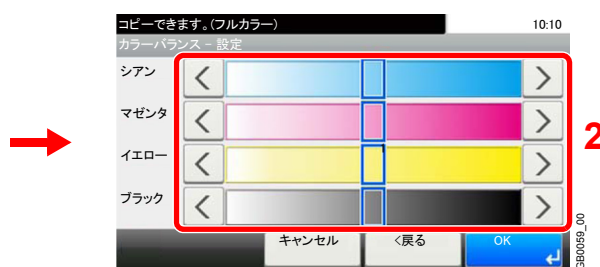 コピーできます。(フルカラー) 10:10
カラーバランス - 設定
シアン
マゼンタ
イエロー
ブラック
2
キャンセル <戻る OK
GB0059_00